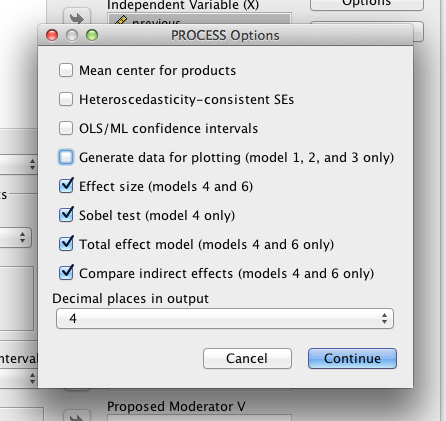 Independent Variable (X)
Options
previous
PROCESS Options
Mean center for products
Heteroscedasticity-consistent SEs
OLS/ML confidence intervals
Generate data for plotting (model 1, 2, and 3 only)
Effect size (models 4 and 6)
Sobel test (model 4 only)
Total effect model (models 4 and 6 only)
Compare indirect effects (models 4 and 6 only)
Decimal places in output
4
Cancel
Continue
Proposed Moderator V